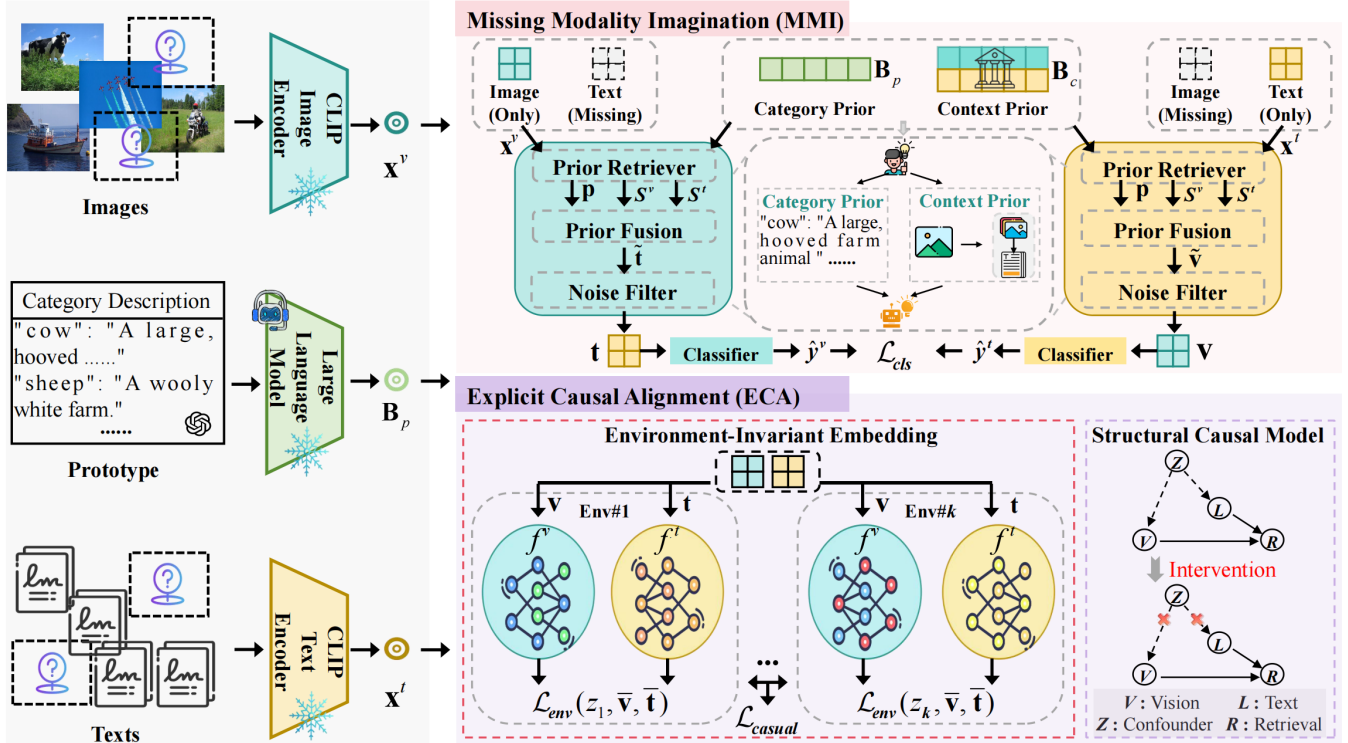 CLIP
Image
Encoder
x^v
Images
Category Description
"cow": "A large,
hooved ......"
"sheep": "A wooly
white farm."
......
Prototype
Large
Language
Model
B_p
lm
lm
lm
lm
Texts
CLIP
Text
Encoder
x^t
Missing Modality Imagination (MMI)
Image
(Only)
Text
(Missing)
x^v
B_p
Category Prior
B_c
Context Prior
Image
(Missing)
Text
(Only)
x^t
Prior Retriever
p S^v S^t
Prior Fusion
t̃
Noise Filter
Category Prior
"cow": "A large,
hooved farm
animal " ......
Context Prior
Prior Retriever
p S^v S^t
Prior Fusion
ṽ
Noise Filter
t Classifier ŷ^v ℒ_cls ŷ^t Classifier v
Explicit Causal Alignment (ECA)
Environment-Invariant Embedding
v Env#1 t
f^v f^t
ℒ_env(z_1, v̄, t̄)
...
ℒ_casual
v Env#k t
f^v f^t
ℒ_env(z_k, v̄, t̄)
Structural Causal Model
Z
L
V R
Intervention
Z
L
V R
V : Vision L : Text
Z : Confounder R : Retrieval